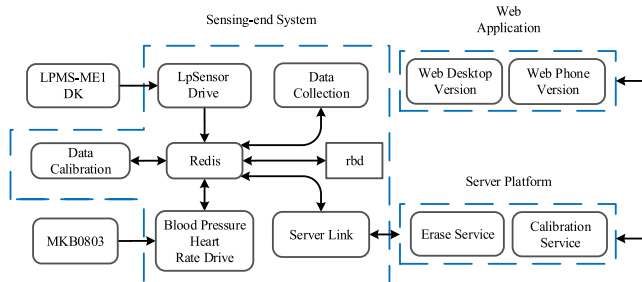 Sensing-end System
Web
Application
LPMS-ME1
DK
LpSensor
Drive
Data
Collection
Web Desktop
Version
Web Phone
Version
Data
Calibration
Redis
rbd
Server Platform
MKB0803
Blood Pressure
Heart
Rate Drive
Server Link
Erase Service
Calibration
Service